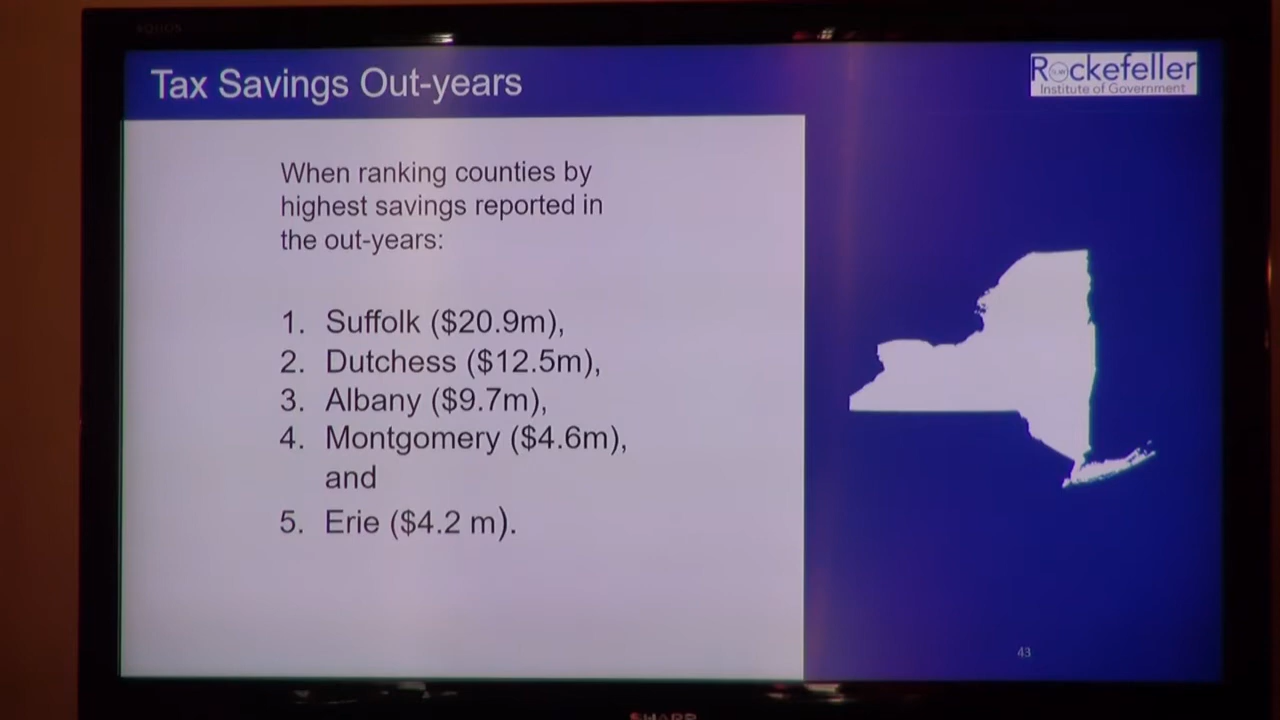 AQUOS
Tax Savings Out-years
Rockefeller
Institute of Government
When ranking counties by
highest savings reported in
the out-years:
1. Suffolk ($20.9m),
2. Dutchess ($12.5m),
3. Albany ($9.7m),
4. Montgomery ($4.6m),
and
5. Erie ($4.2 m).
43
SHARP